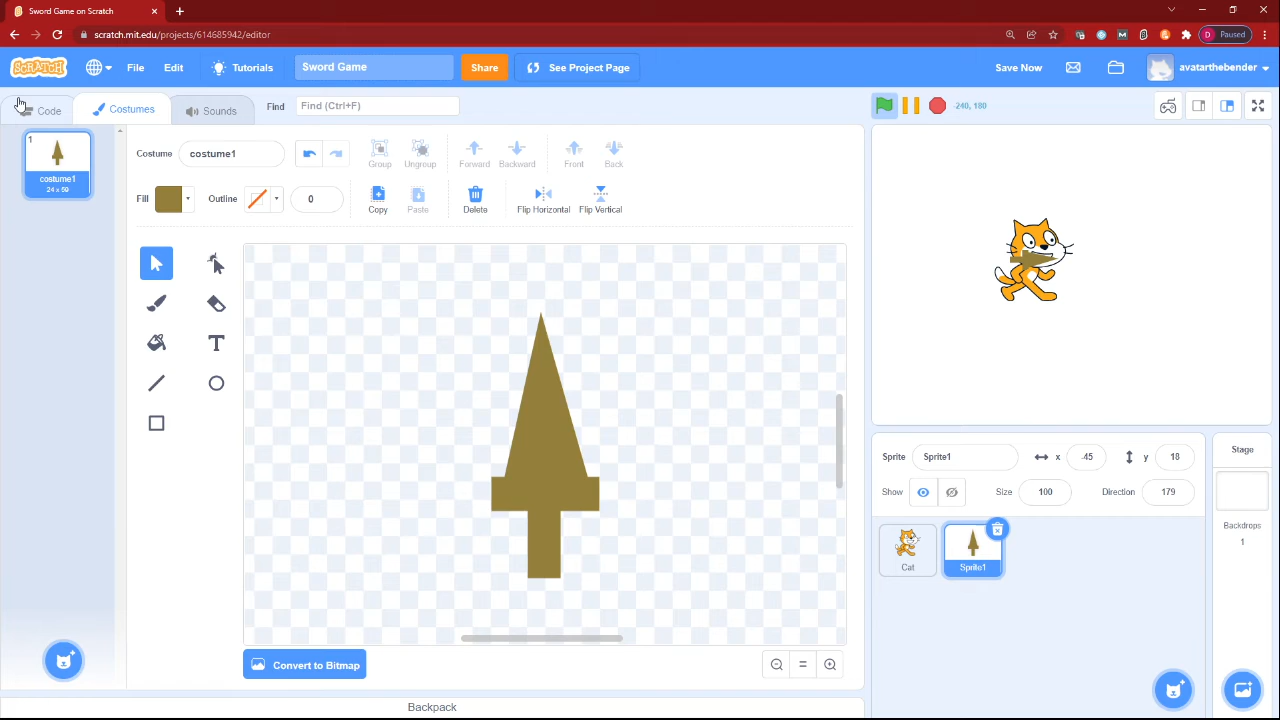 Sword Game on Scratch
scratch.mit.edu/projects/614685942/editor
D Paused
SCRATCH
File
Edit
Tutorials
Sword Game
Share
See Project Page
Save Now
avatarthebender
Code
Costumes
Sounds
Find
Find (Ctrl+F)
-240, 180
1
costume1
24 x 59
Costume
costume1
Group
Ungroup
Forward
Backward
Front
Back
Fill
Outline
0
Copy
Paste
Delete
Flip Horizontal
Flip Vertical
T
Convert to Bitmap
Backpack
Sprite
Sprite1
x
45
y
18
Show
Size
100
Direction
179
Cat
Sprite1
Stage
Backdrops
1